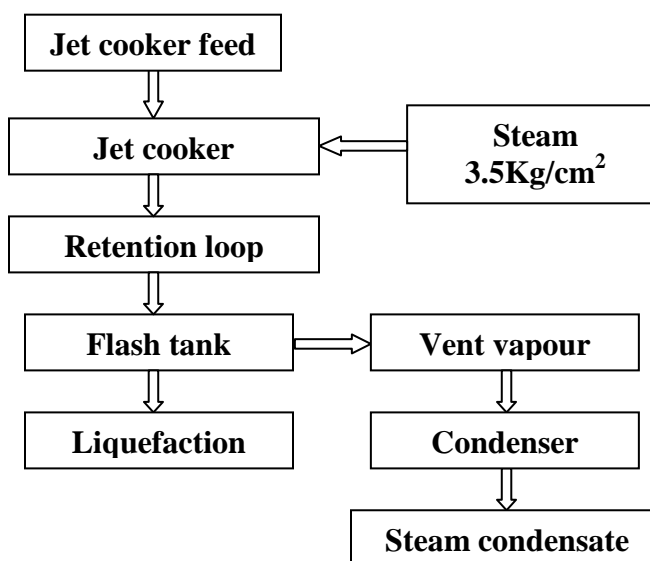 Jet cooker feed
Jet cooker
Steam
3.5Kg/cm²
Retention loop
Flash tank
Vent vapour
Liquefaction
Condenser
Steam condensate